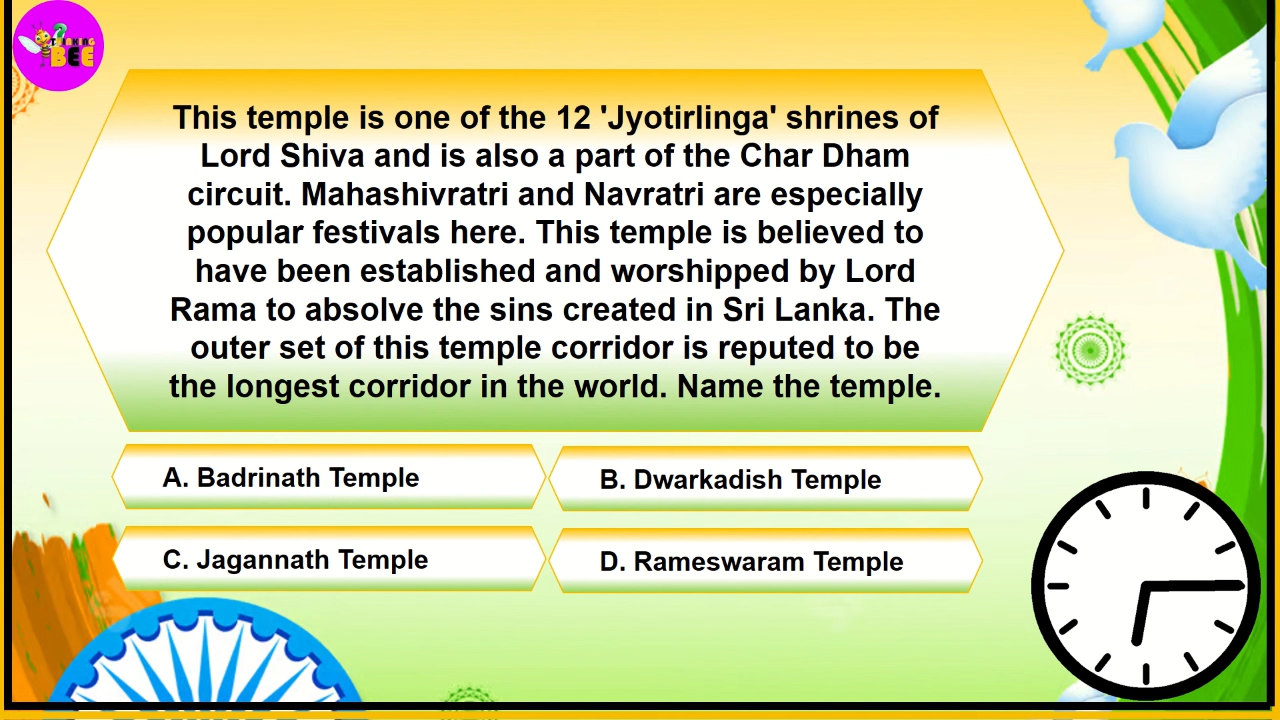 THINKING
BEE
This temple is one of the 12 'Jyotirlinga' shrines of
Lord Shiva and is also a part of the Char Dham
circuit. Mahashivratri and Navratri are especially
popular festivals here. This temple is believed to
have been established and worshipped by Lord
Rama to absolve the sins created in Sri Lanka. The
outer set of this temple corridor is reputed to be
the longest corridor in the world. Name the temple.
A. Badrinath Temple
B. Dwarkadish Temple
C. Jagannath Temple
D. Rameswaram Temple